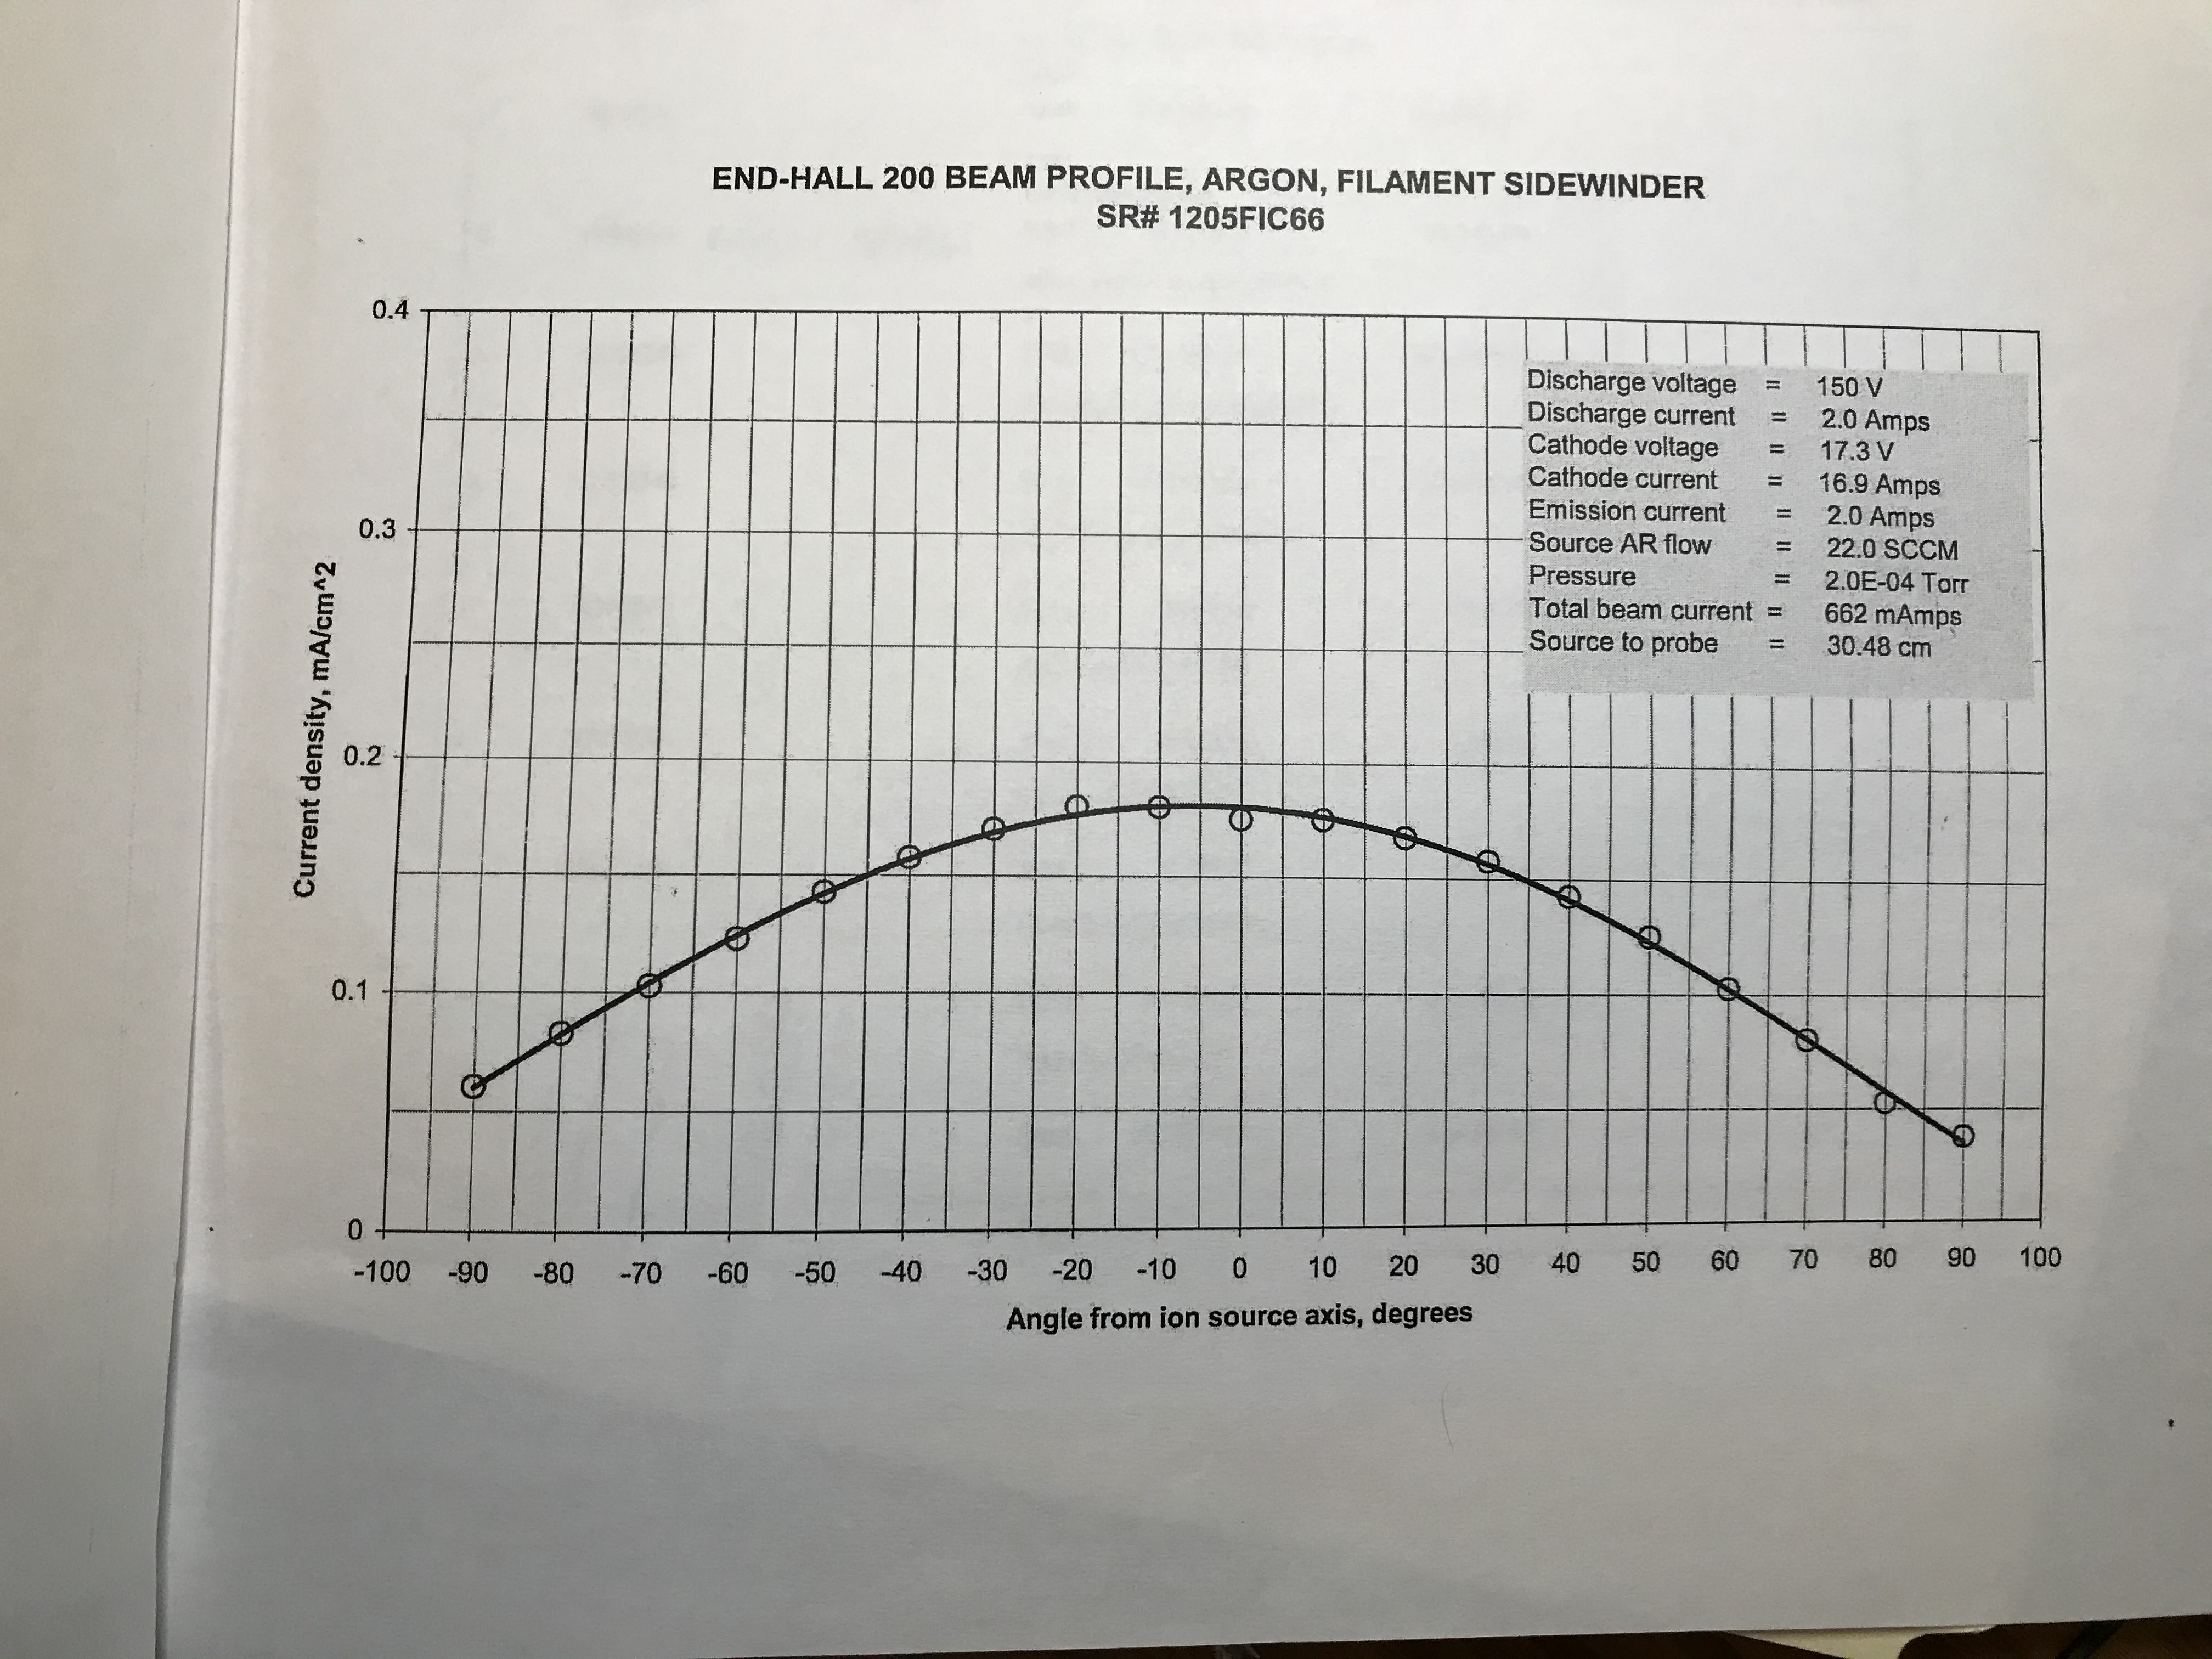 END-HALL 200 BEAM PROFILE, ARGON, FILAMENT SIDEWINDER
SR# 1205FIC66
0.4
0.3
0.2
0.1
0
Current density, mA/cm^2
Discharge voltage = 150 V
Discharge current = 2.0 Amps
Cathode voltage = 17.3 V
Cathode current = 16.9 Amps
Emission current = 2.0 Amps
Source AR flow = 22.0 SCCM
Pressure = 2.0E-04 Torr
Total beam current = 662 mAmps
Source to probe = 30.48 cm
-100 -90 -80 -70 -60 -50 -40 -30 -20 -10 0 10 20 30 40 50 60 70 80 90 100
Angle from ion source axis, degrees